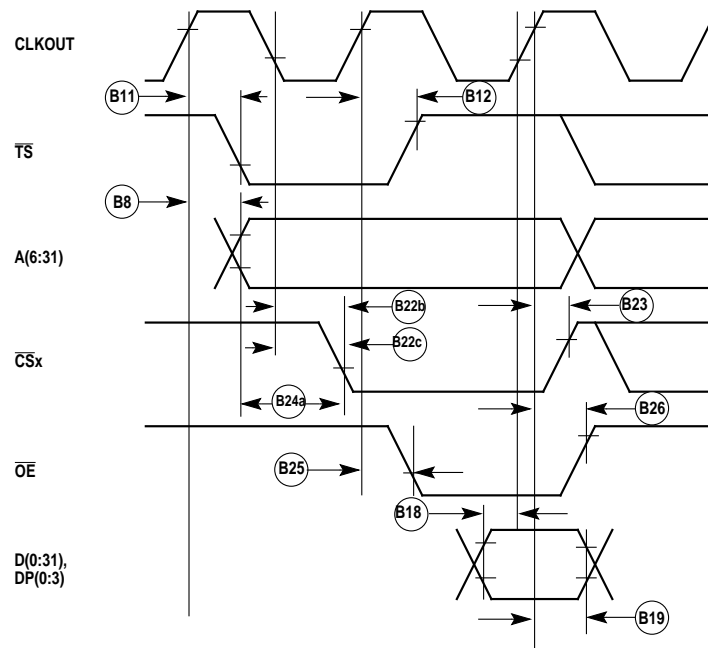 CLKOUT
B11
B12
TS
B8
A(6:31)
B22b
B23
CSx
B22c
B24a
B26
OE
B25
B18
D(0:31),
DP(0:3)
B19